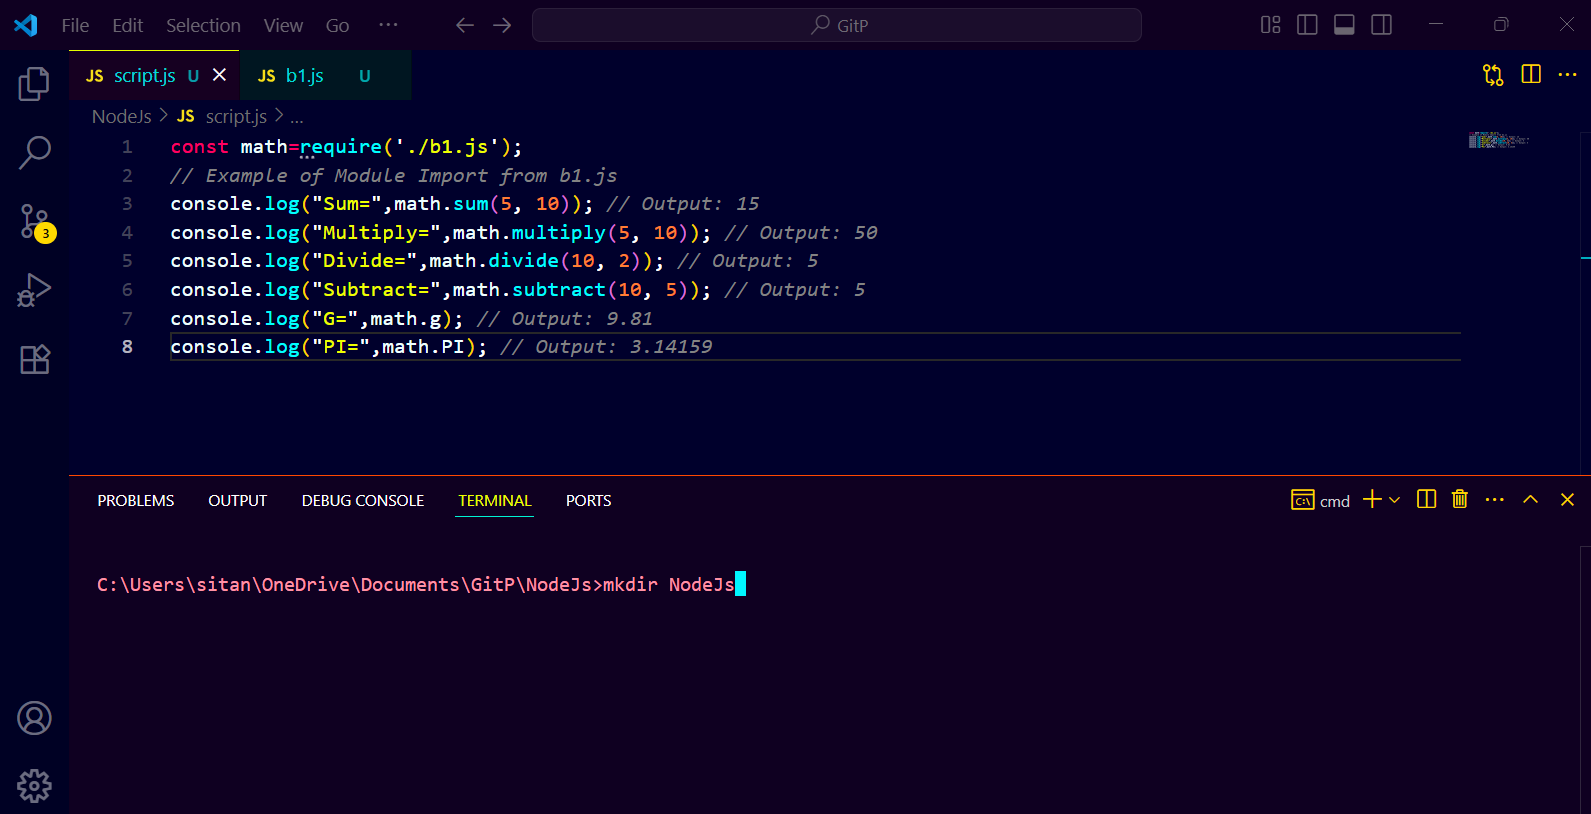 File Edit Selection View Go ··· GitP
JS script.js U JS b1.js U
NodeJs > JS script.js > ...
1 const math=require('./b1.js');
2 // Example of Module Import from b1.js
3 console.log("Sum=",math.sum(5, 10)); // Output: 15
4 console.log("Multiply=",math.multiply(5, 10)); // Output: 50
5 console.log("Divide=",math.divide(10, 2)); // Output: 5
6 console.log("Subtract=",math.subtract(10, 5)); // Output: 5
7 console.log("G=",math.g); // Output: 9.81
8 console.log("PI=",math.PI); // Output: 3.14159
3
PROBLEMS OUTPUT DEBUG CONSOLE TERMINAL PORTS cmd
C:\Users\sitan\OneDrive\Documents\GitP\NodeJs>mkdir NodeJs